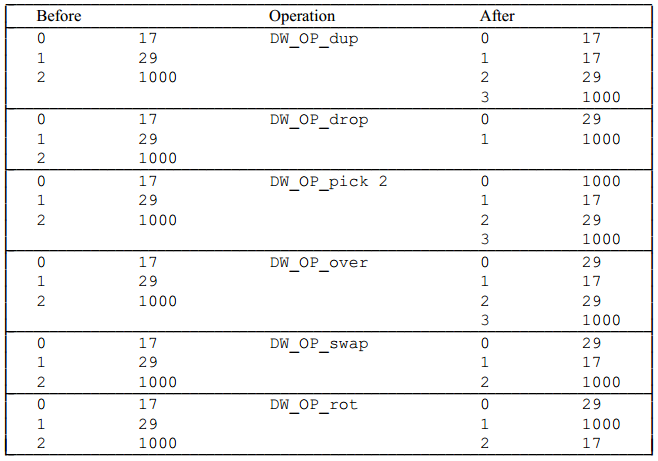 Before Operation After
0 17 DW_OP_dup 0 17
1 29 1 17
2 1000 2 29
3 1000
0 17 DW_OP_drop 0 29
1 29 1 1000
2 1000
0 17 DW_OP_pick 2 0 1000
1 29 1 17
2 1000 2 29
3 1000
0 17 DW_OP_over 0 29
1 29 1 17
2 1000 2 29
3 1000
0 17 DW_OP_swap 0 29
1 29 1 17
2 1000 2 1000
0 17 DW_OP_rot 0 29
1 29 1 1000
2 1000 2 17